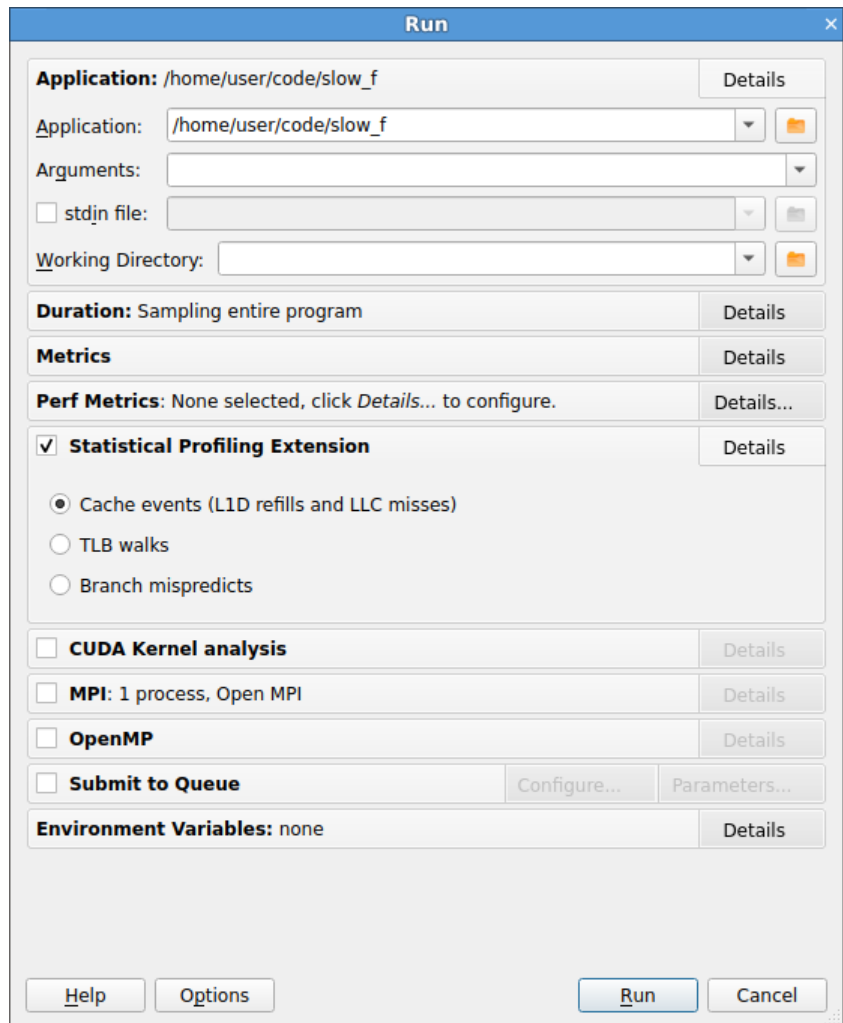 Run
Application: /home/user/code/slow_f Details
Application: /home/user/code/slow_f
Arguments:
stdin file:
Working Directory:
Duration: Sampling entire program Details
Metrics Details
Perf Metrics: None selected, click Details... to configure. Details...
Statistical Profiling Extension Details
Cache events (L1D refills and LLC misses)
TLB walks
Branch mispredicts
CUDA Kernel analysis Details
MPI: 1 process, Open MPI Details
OpenMP Details
Submit to Queue Configure... Parameters...
Environment Variables: none Details
Help Options Run Cancel